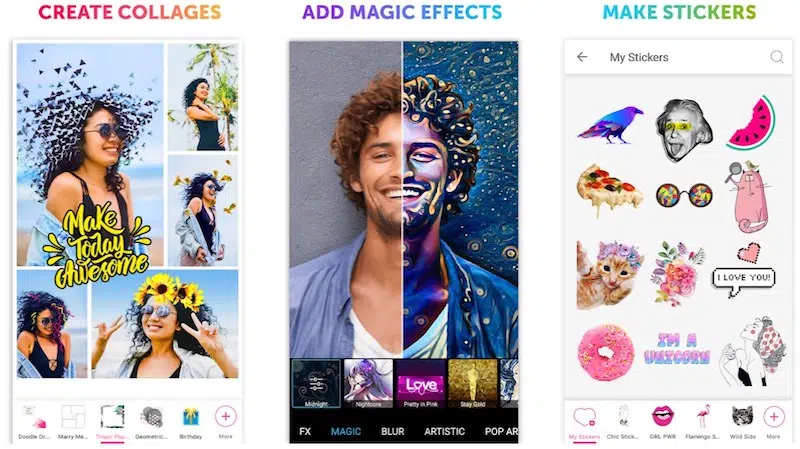 CREATE COLLAGES
Make
Today
Awesome
Doodle Dr...
Marry Me...
Trippy Pop...
Geometric...
Birthday
More
ADD MAGIC EFFECTS
Midnight
Nightcore
Love
Pretty in Pink
Stay Gold
FX
MAGIC
BLUR
ARTISTIC
POP AR
MAKE STICKERS
My Stickers
I LOVE YOU!
I'M A
UNICORN
My Stickers
Chic Stick...
GRL PWR
Flamingo S...
Wild Side
More